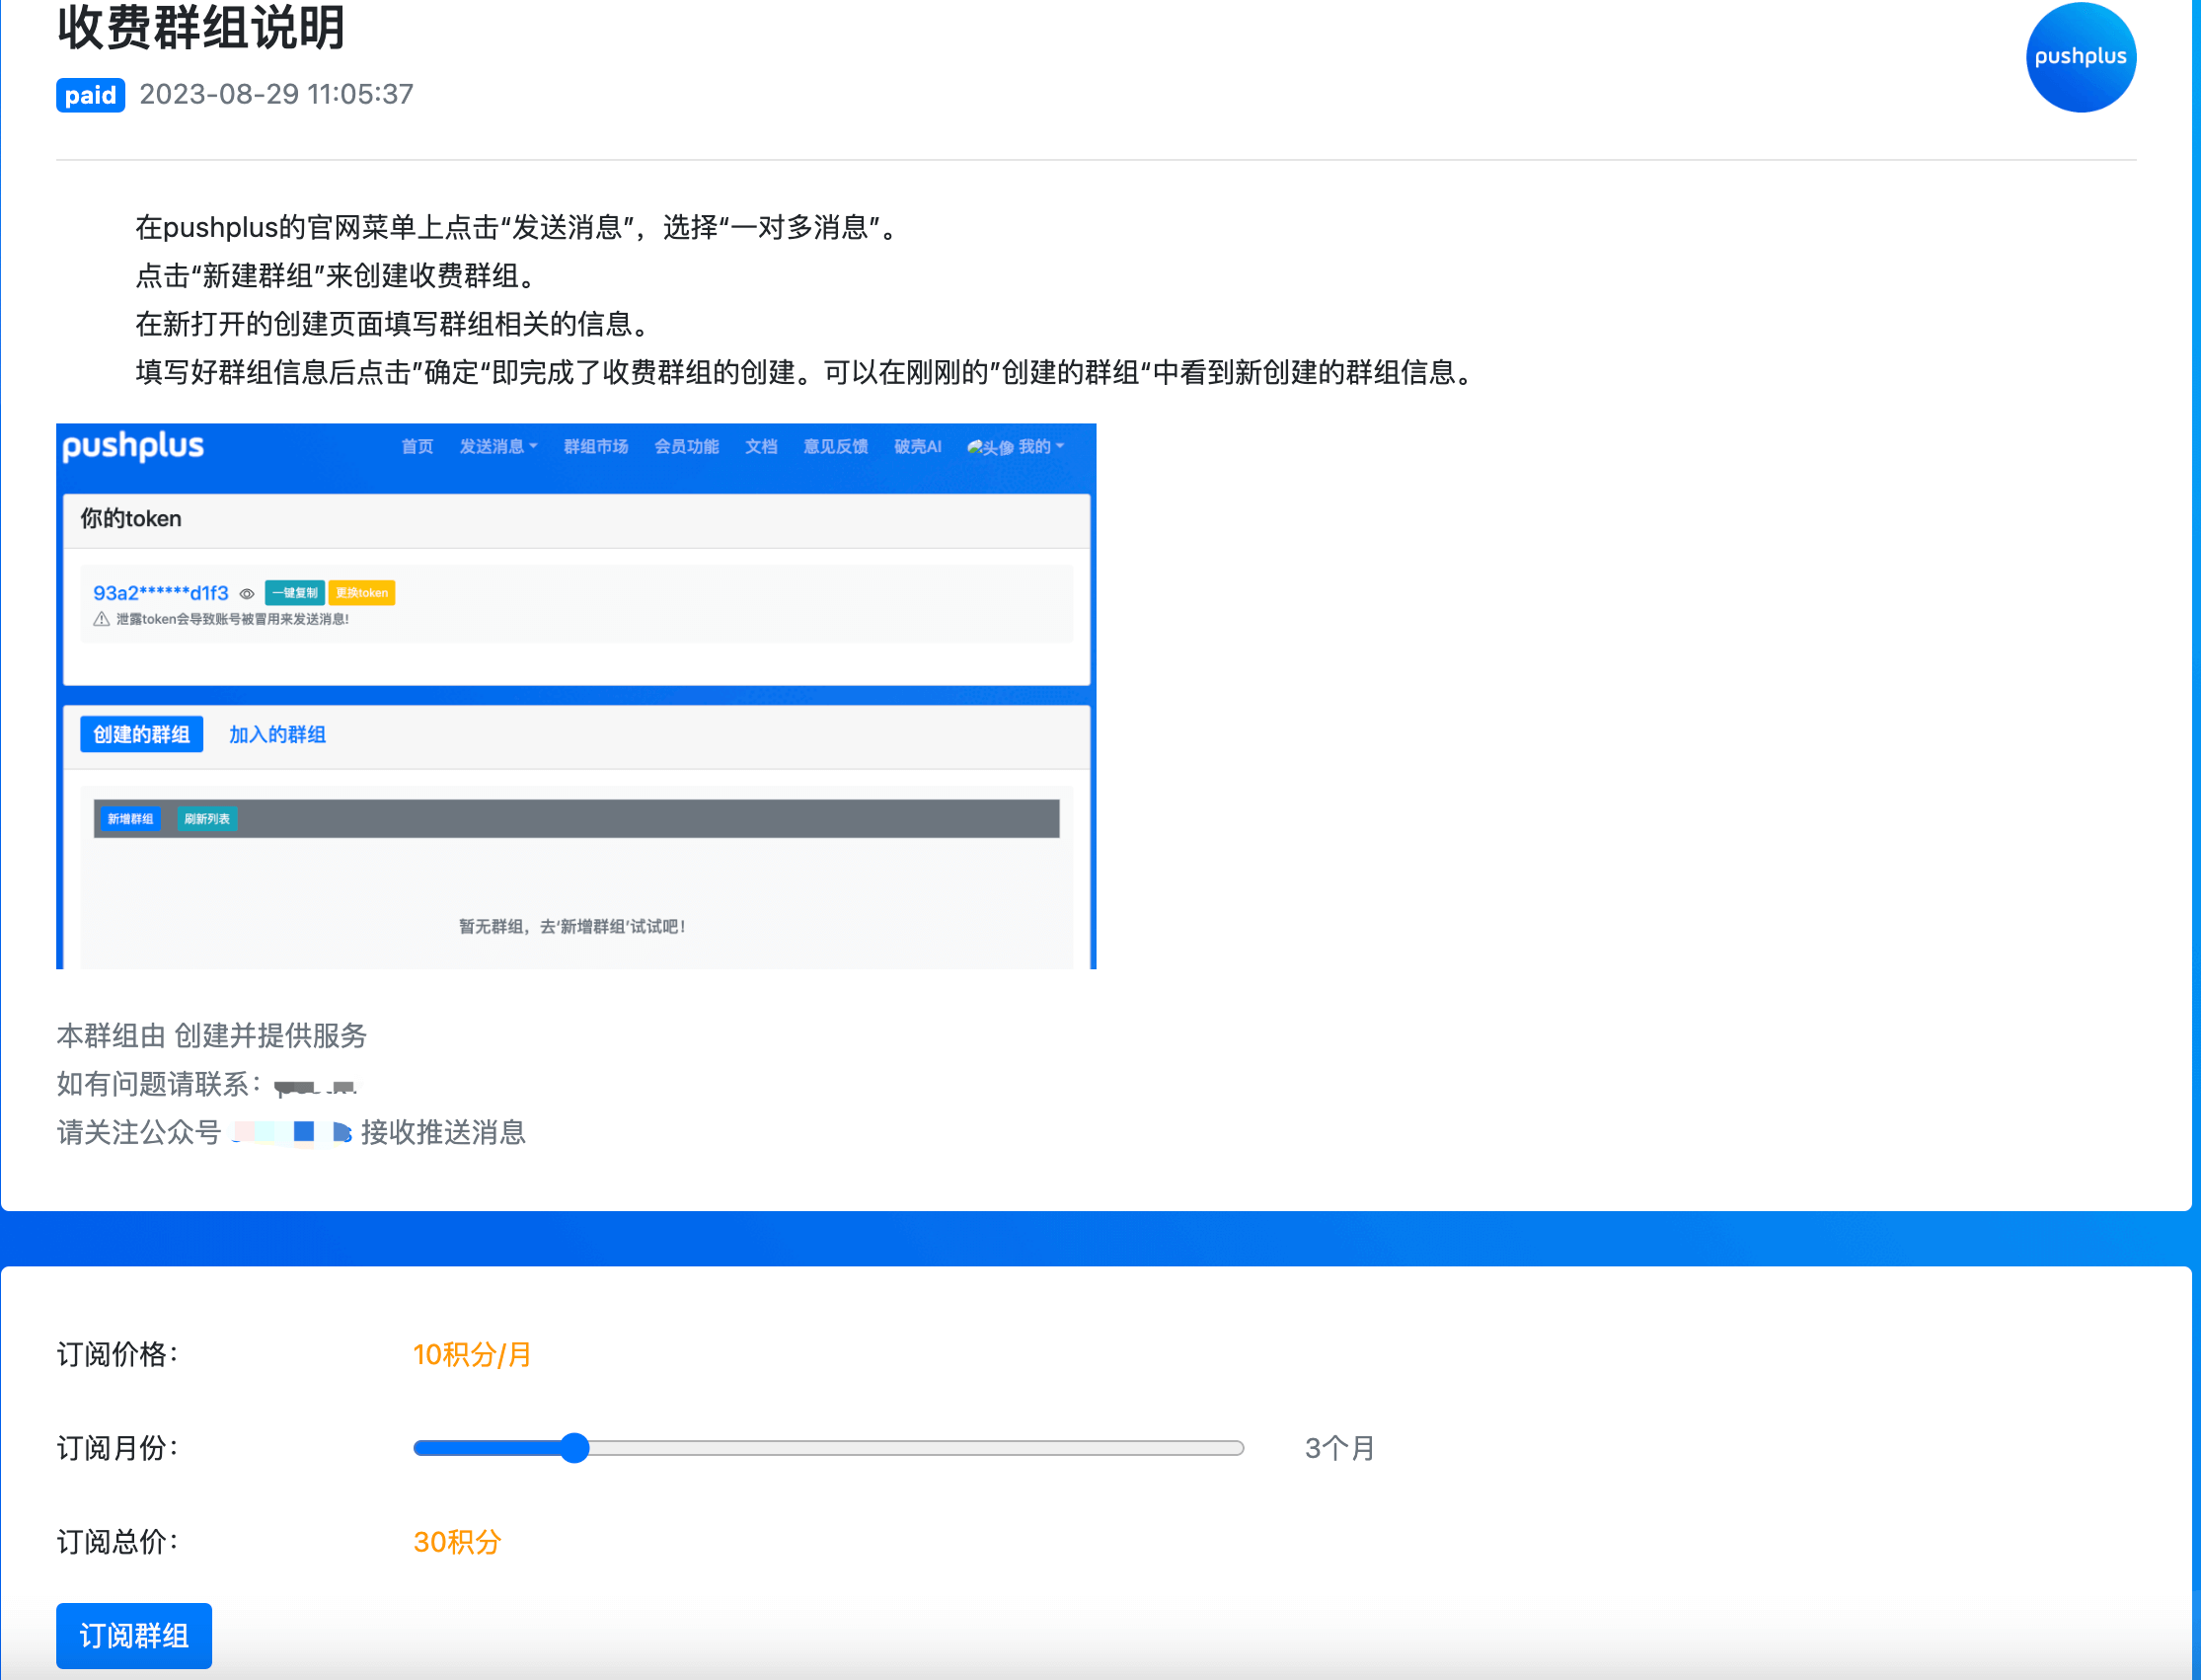 收费群组说明
pushplus
paid 2023-08-29 11:05:37
在pushplus的官网菜单上点击“发送消息”，选择“一对多消息”。
点击“新建群组”来创建收费群组。
在新打开的创建页面填写群组相关的信息。
填写好群组信息后点击”确定“即完成了收费群组的创建。可以在刚刚的”创建的群组“中看到新创建的群组信息。
pushplus 首页 发送消息 群组市场 会员功能 文档 意见反馈 破壳AI 头像 我的
你的token
93a2******d1f3 一键复制 更换token
泄露token会导致账号被冒用来发送消息!
创建的群组 加入的群组
新增群组 刷新列表
暂无群组，去‘新增群组’试试吧！
本群组由 创建并提供服务
如有问题请联系：
请关注公众号 接收推送消息
订阅价格： 10积分/月
订阅月份： 3个月
订阅总价： 30积分
订阅群组